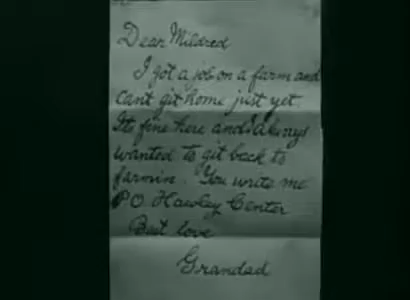 Dear Mildred
I got a job on a farm and
cant git home just yet.
Its fine here and I always
wanted to git back to
farmin. You write me
P.O. Hawley Center
Best love
Grandad